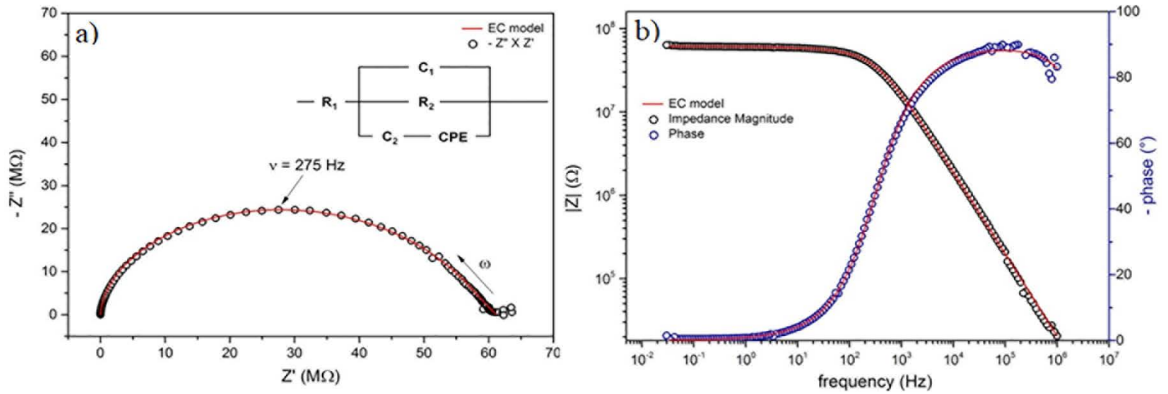 a)
70
60
50
40
30
20
10
0
- Z" (MΩ)
EC model
- Z" X Z'
C1
R1
R2
C2 CPE
ν = 275 Hz
ω
0 10 20 30 40 50 60 70
Z' (MΩ)
b)
10⁸
10⁷
10⁶
10⁵
|Z| (Ω)
EC model
Impedance Magnitude
Phase
100
80
60
40
20
0
- phase (°)
10⁻² 10⁻¹ 10⁰ 10¹ 10² 10³ 10⁴ 10⁵ 10⁶ 10⁷
frequency (Hz)